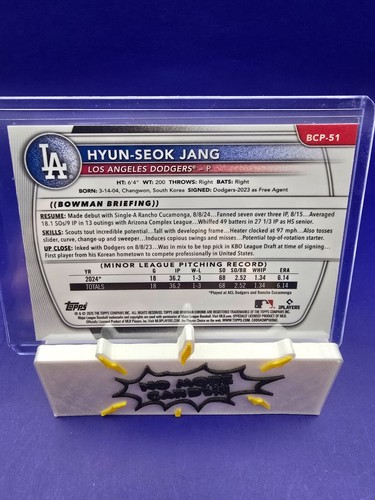 BCP-51
LA
HYUN-SEOK JANG
LOS ANGELES DODGERS® – P
HT: 6'4" WT: 200 THROWS: Right BATS: Right
BORN: 3-14-04, Changwon, South Korea SIGNED: Dodgers-2023 as Free Agent
((BOWMAN BRIEFING))
RESUME: Made debut with Single-A Rancho Cucamonga, 8/8/24...Fanned seven over three IP, 8/15...Averaged
18.1 SOs/9 IP in 13 outings with Arizona Complex League...Whiffed 49 batters in 27 1/3 IP as HS senior.
SKILLS: Scouts tout incredible potential...Tall with developing frame...Heater clocked at 97 mph...Also tosses
slider, curve, change-up and sweeper...Induces copious swings and misses...Potential top-of-rotation starter.
UP CLOSE: Inked with Dodgers on 8/9/23...Was in mix to be top pick in KBO League Draft at time of signing...
First player from his Korean hometown to compete professionally in United States.
(MINOR LEAGUE PITCHING RECORD)
YR G IP W-L SO SO/BB WHIP ERA
2024* 18 36.2 1-3 68 2.52 1.34 6.14
TOTALS 18 36.2 1-3 68 2.52 1.34 6.14
*Played at ACL Dodgers and Rancho Cucamonga
Topps
PLAYERS
NO MORE
RANDOM